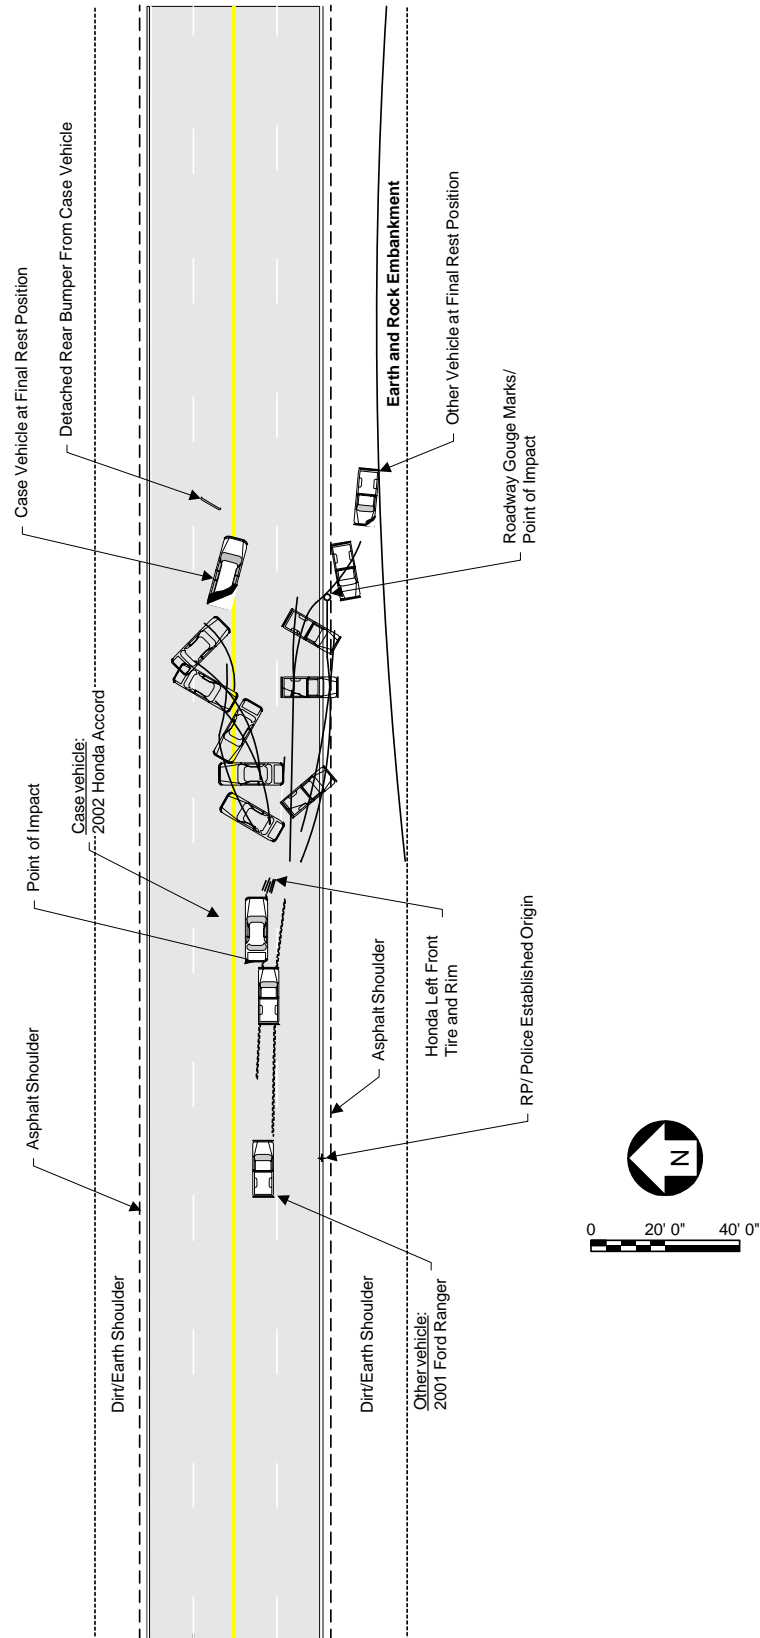 Detached Rear Bumper From Case Vehicle
Case Vehicle at Final Rest Position
Earth and Rock Embankment
Other Vehicle at Final Rest Position
Roadway Gouge Marks/
Point of Impact
Case vehicle:
2002 Honda Accord
Point of Impact
Asphalt Shoulder
Honda Left Front
Tire and Rim
Asphalt Shoulder
RP/ Police Established Origin
N
0 20' 0" 40' 0"
Dirt/Earth Shoulder
Dirt/Earth Shoulder
Other vehicle:
2001 Ford Ranger